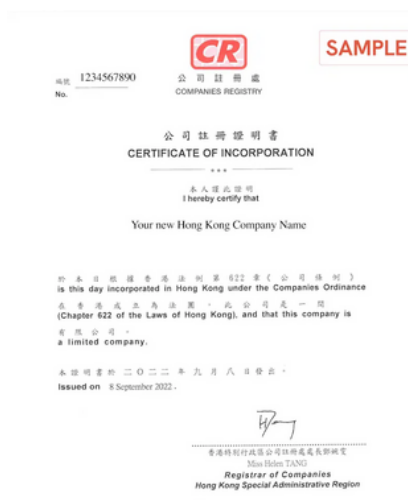 CR
SAMPLE
編號 1234567890
No.
公司註冊處
COMPANIES REGISTRY
公司註冊證明書
CERTIFICATE OF INCORPORATION
***
本人謹此證明
I hereby certify that
Your new Hong Kong Company Name
於本日根據香港法例第622章《公司條例》
is this day incorporated in Hong Kong under the Companies Ordinance
在香港成立為法團，此公司是一間
(Chapter 622 of the Laws of Hong Kong), and that this company is
有限公司。
a limited company.
本證明書於二〇二二年九月八日發出。
Issued on 8 September 2022.
香港特別行政區公司註冊處處長鄧婉雯
Miss Helen TANG
Registrar of Companies
Hong Kong Special Administrative Region